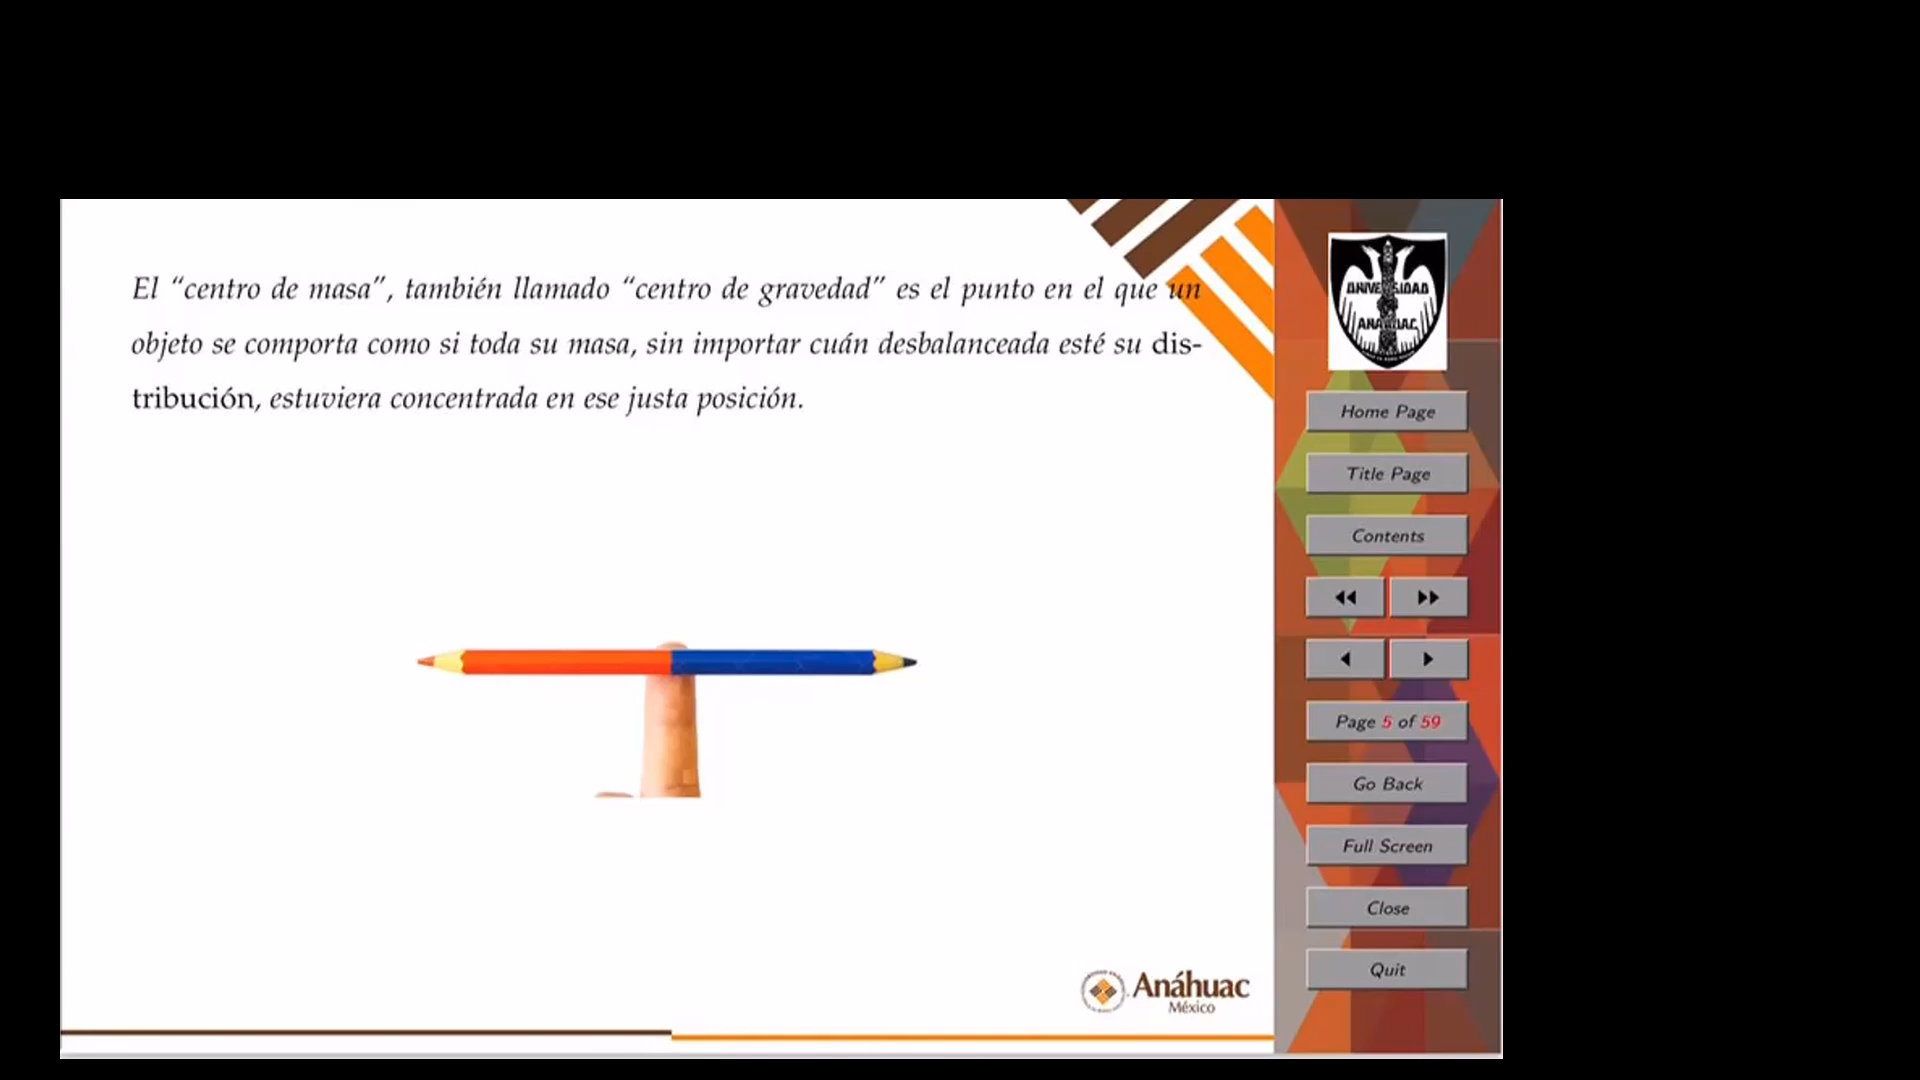 El “centro de masa”, también llamado “centro de gravedad” es el punto en el que un
objeto se comporta como si toda su masa, sin importar cuán desbalanceada esté su dis-
tribución, estuviera concentrada en ese justa posición.
UNIVERSIDAD
ANAHUAC
Home Page
Title Page
Contents
Page 5 of 59
Go Back
Full Screen
Close
Quit
Anáhuac
México